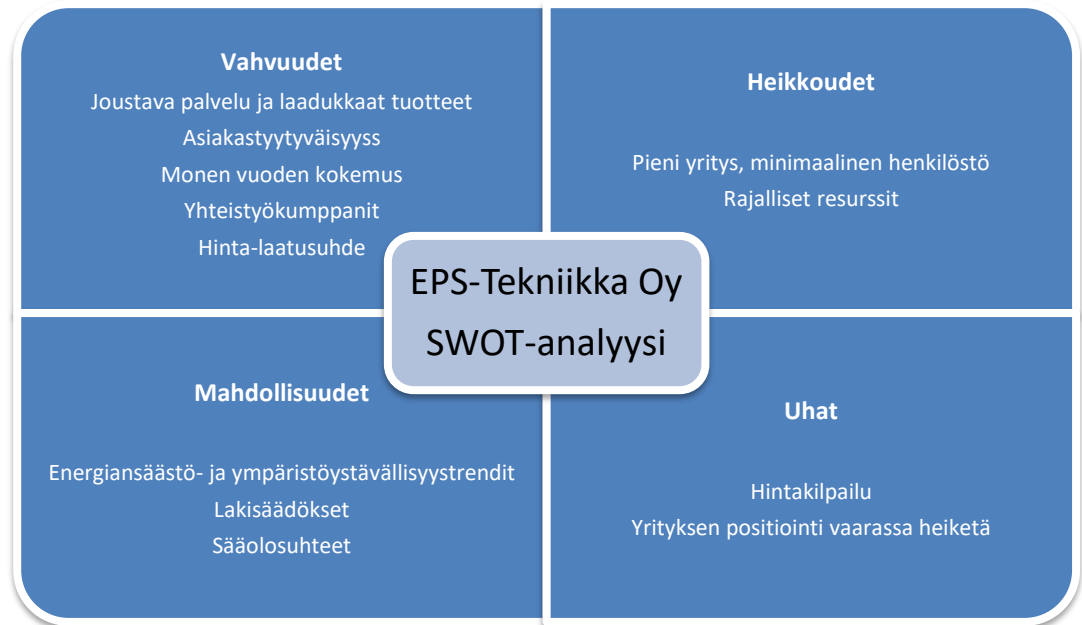 Vahvuudet
Joustava palvelu ja laadukkaat tuotteet
Asiakastyytyväisyyss
Monen vuoden kokemus
Yhteistyökumppanit
Hinta-laatusuhde
Heikkoudet
Pieni yritys, minimaalinen henkilöstö
Rajalliset resurssit
EPS-Tekniikka Oy
SWOT-analyysi
Mahdollisuudet
Energiansäästö- ja ympäristöystävällisyystrendit
Lakisäädökset
Sääolosuhteet
Uhat
Hintakilpailu
Yrityksen positiointi vaarassa heiketä